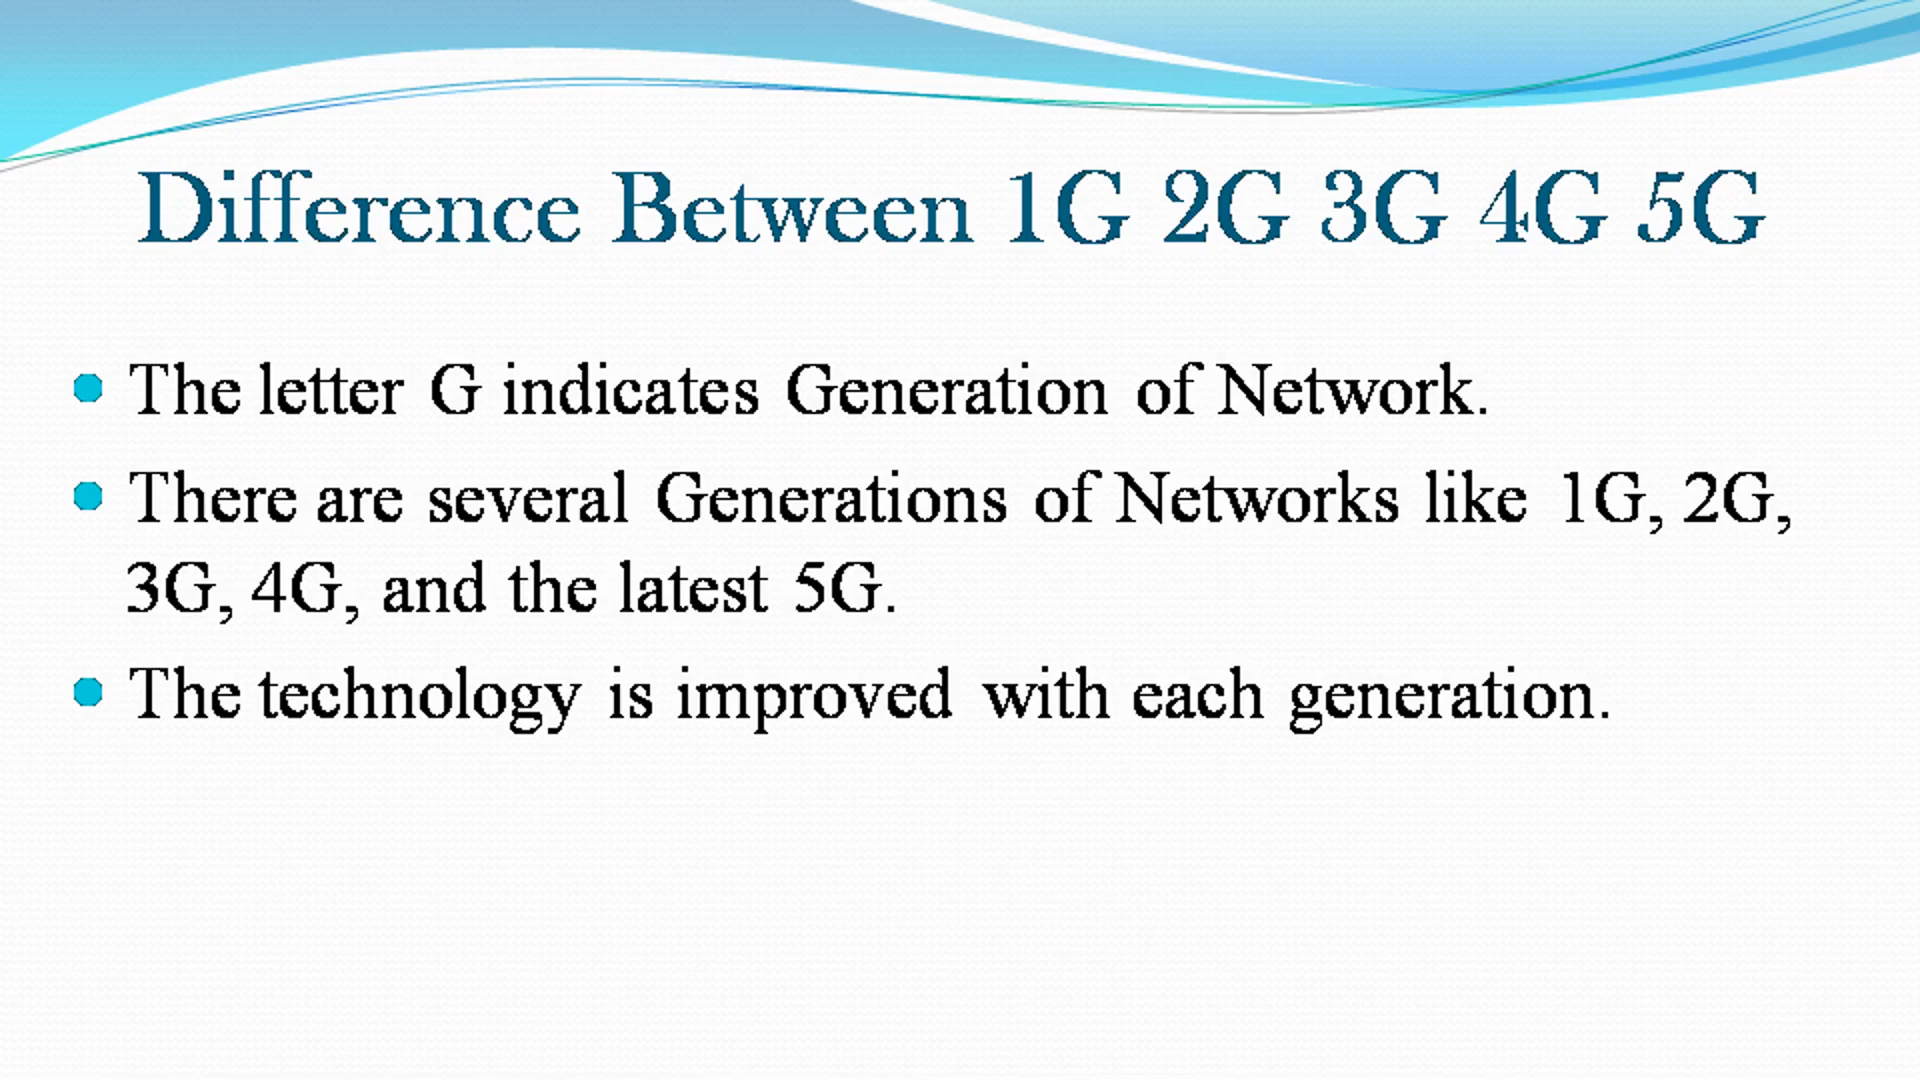 Difference Between 1G 2G 3G 4G 5G
The letter G indicates Generation of Network.
There are several Generations of Networks like 1G, 2G,
3G, 4G, and the latest 5G.
The technology is improved with each generation.